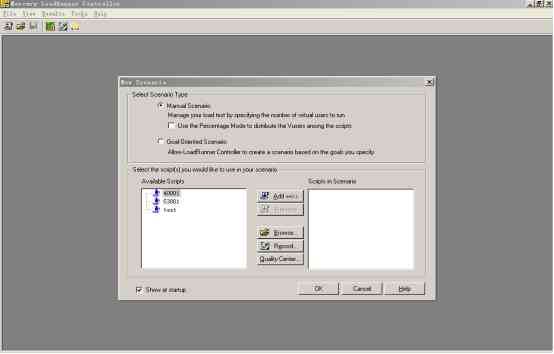 Mercury LoadRunner Controller
File View Results Tools Help
New Scenario
Select Scenario Type
Manual Scenario
Manage your load test by specifying the number of virtual users to run
Use the Percentage Mode to distribute the Vusers among the scripts
Goal Oriented Scenario
Allow LoadRunner Controller to create a scenario based on the goals you specify
Select the script(s) you would like to use in your scenario
Available Scripts
Scripts in Scenario
test
Add ==>>
Remove
Browse...
Record...
Quality Center...
Show at startup
OK
Cancel
Help